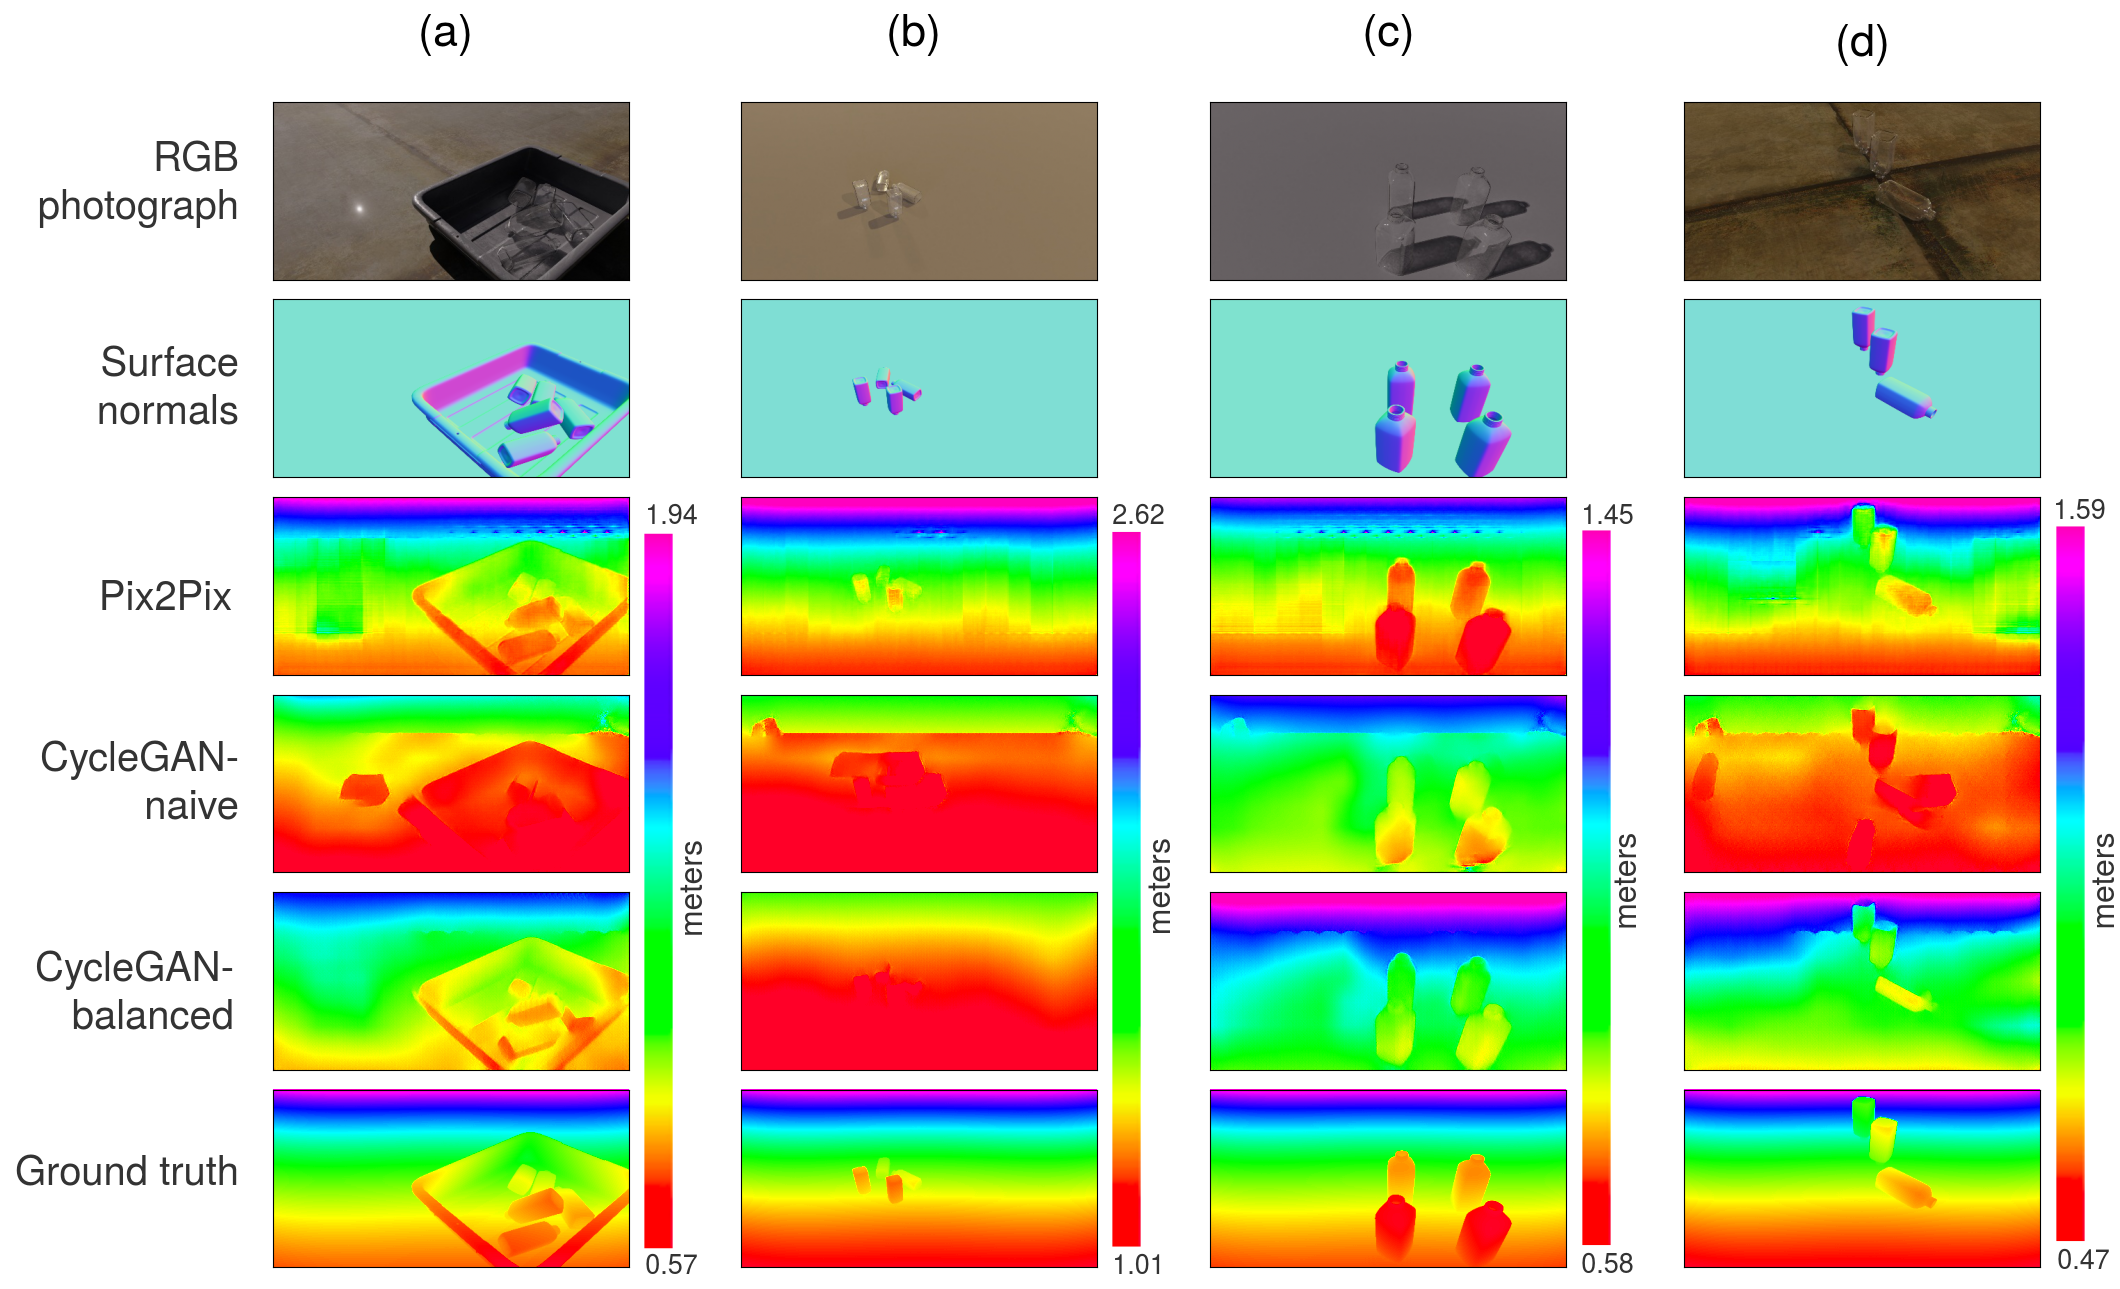 (a) (b) (c) (d)
RGB
photograph
Surface
normals
Pix2Pix
1.94 2.62 1.45 1.59
CycleGAN-
naive
meters meters meters meters
CycleGAN-
balanced
Ground truth
0.57 1.01 0.58 0.47